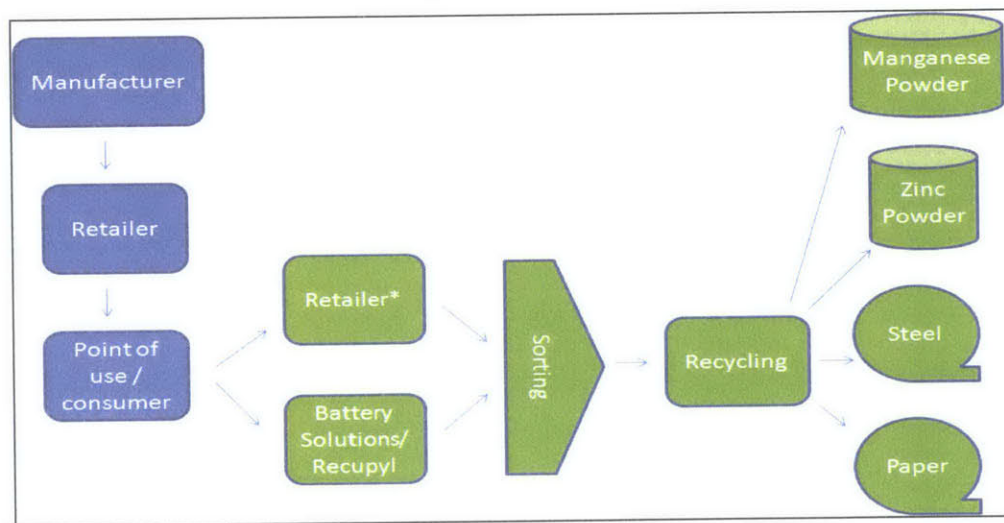 Manufacturer
Retailer
Point of
use /
consumer
Retailer*
Battery
Solutions/
Recupyl
Sorting
Recycling
Manganese
Powder
Zinc
Powder
Steel
Paper